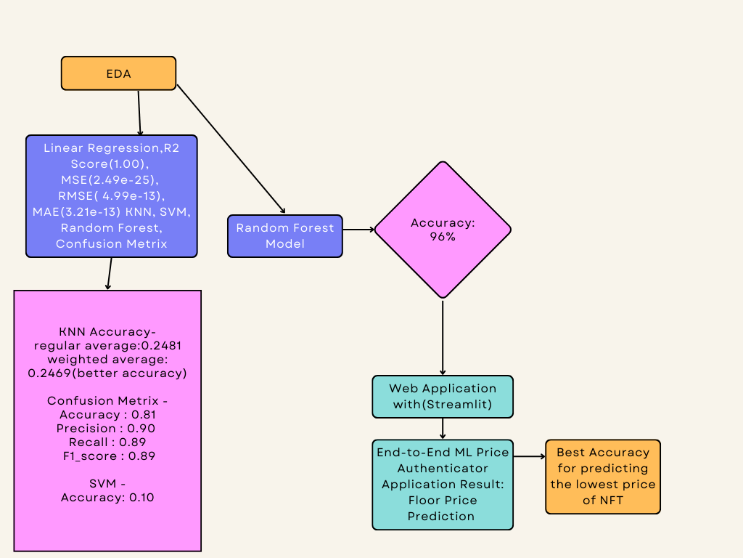 EDA
Linear Regression,R2
Score(1.00),
MSE(2.49e-25),
RMSE( 4.99e-13),
MAE(3.21e-13) KNN, SVM,
Random Forest,
Confusion Metrix
Random Forest
Model
Accuracy:
96%
KNN Accuracy-
regular average:0.2481
weighted average:
0.2469(better accuracy)
Confusion Metrix -
Accuracy : 0.81
Precision : 0.90
Recall : 0.89
F1_score : 0.89
SVM -
Accuracy: 0.10
Web Application
with(Streamlit)
End-to-End ML Price
Authenticator
Application Result:
Floor Price
Prediction
Best Accuracy
for predicting
the lowest price
of NFT